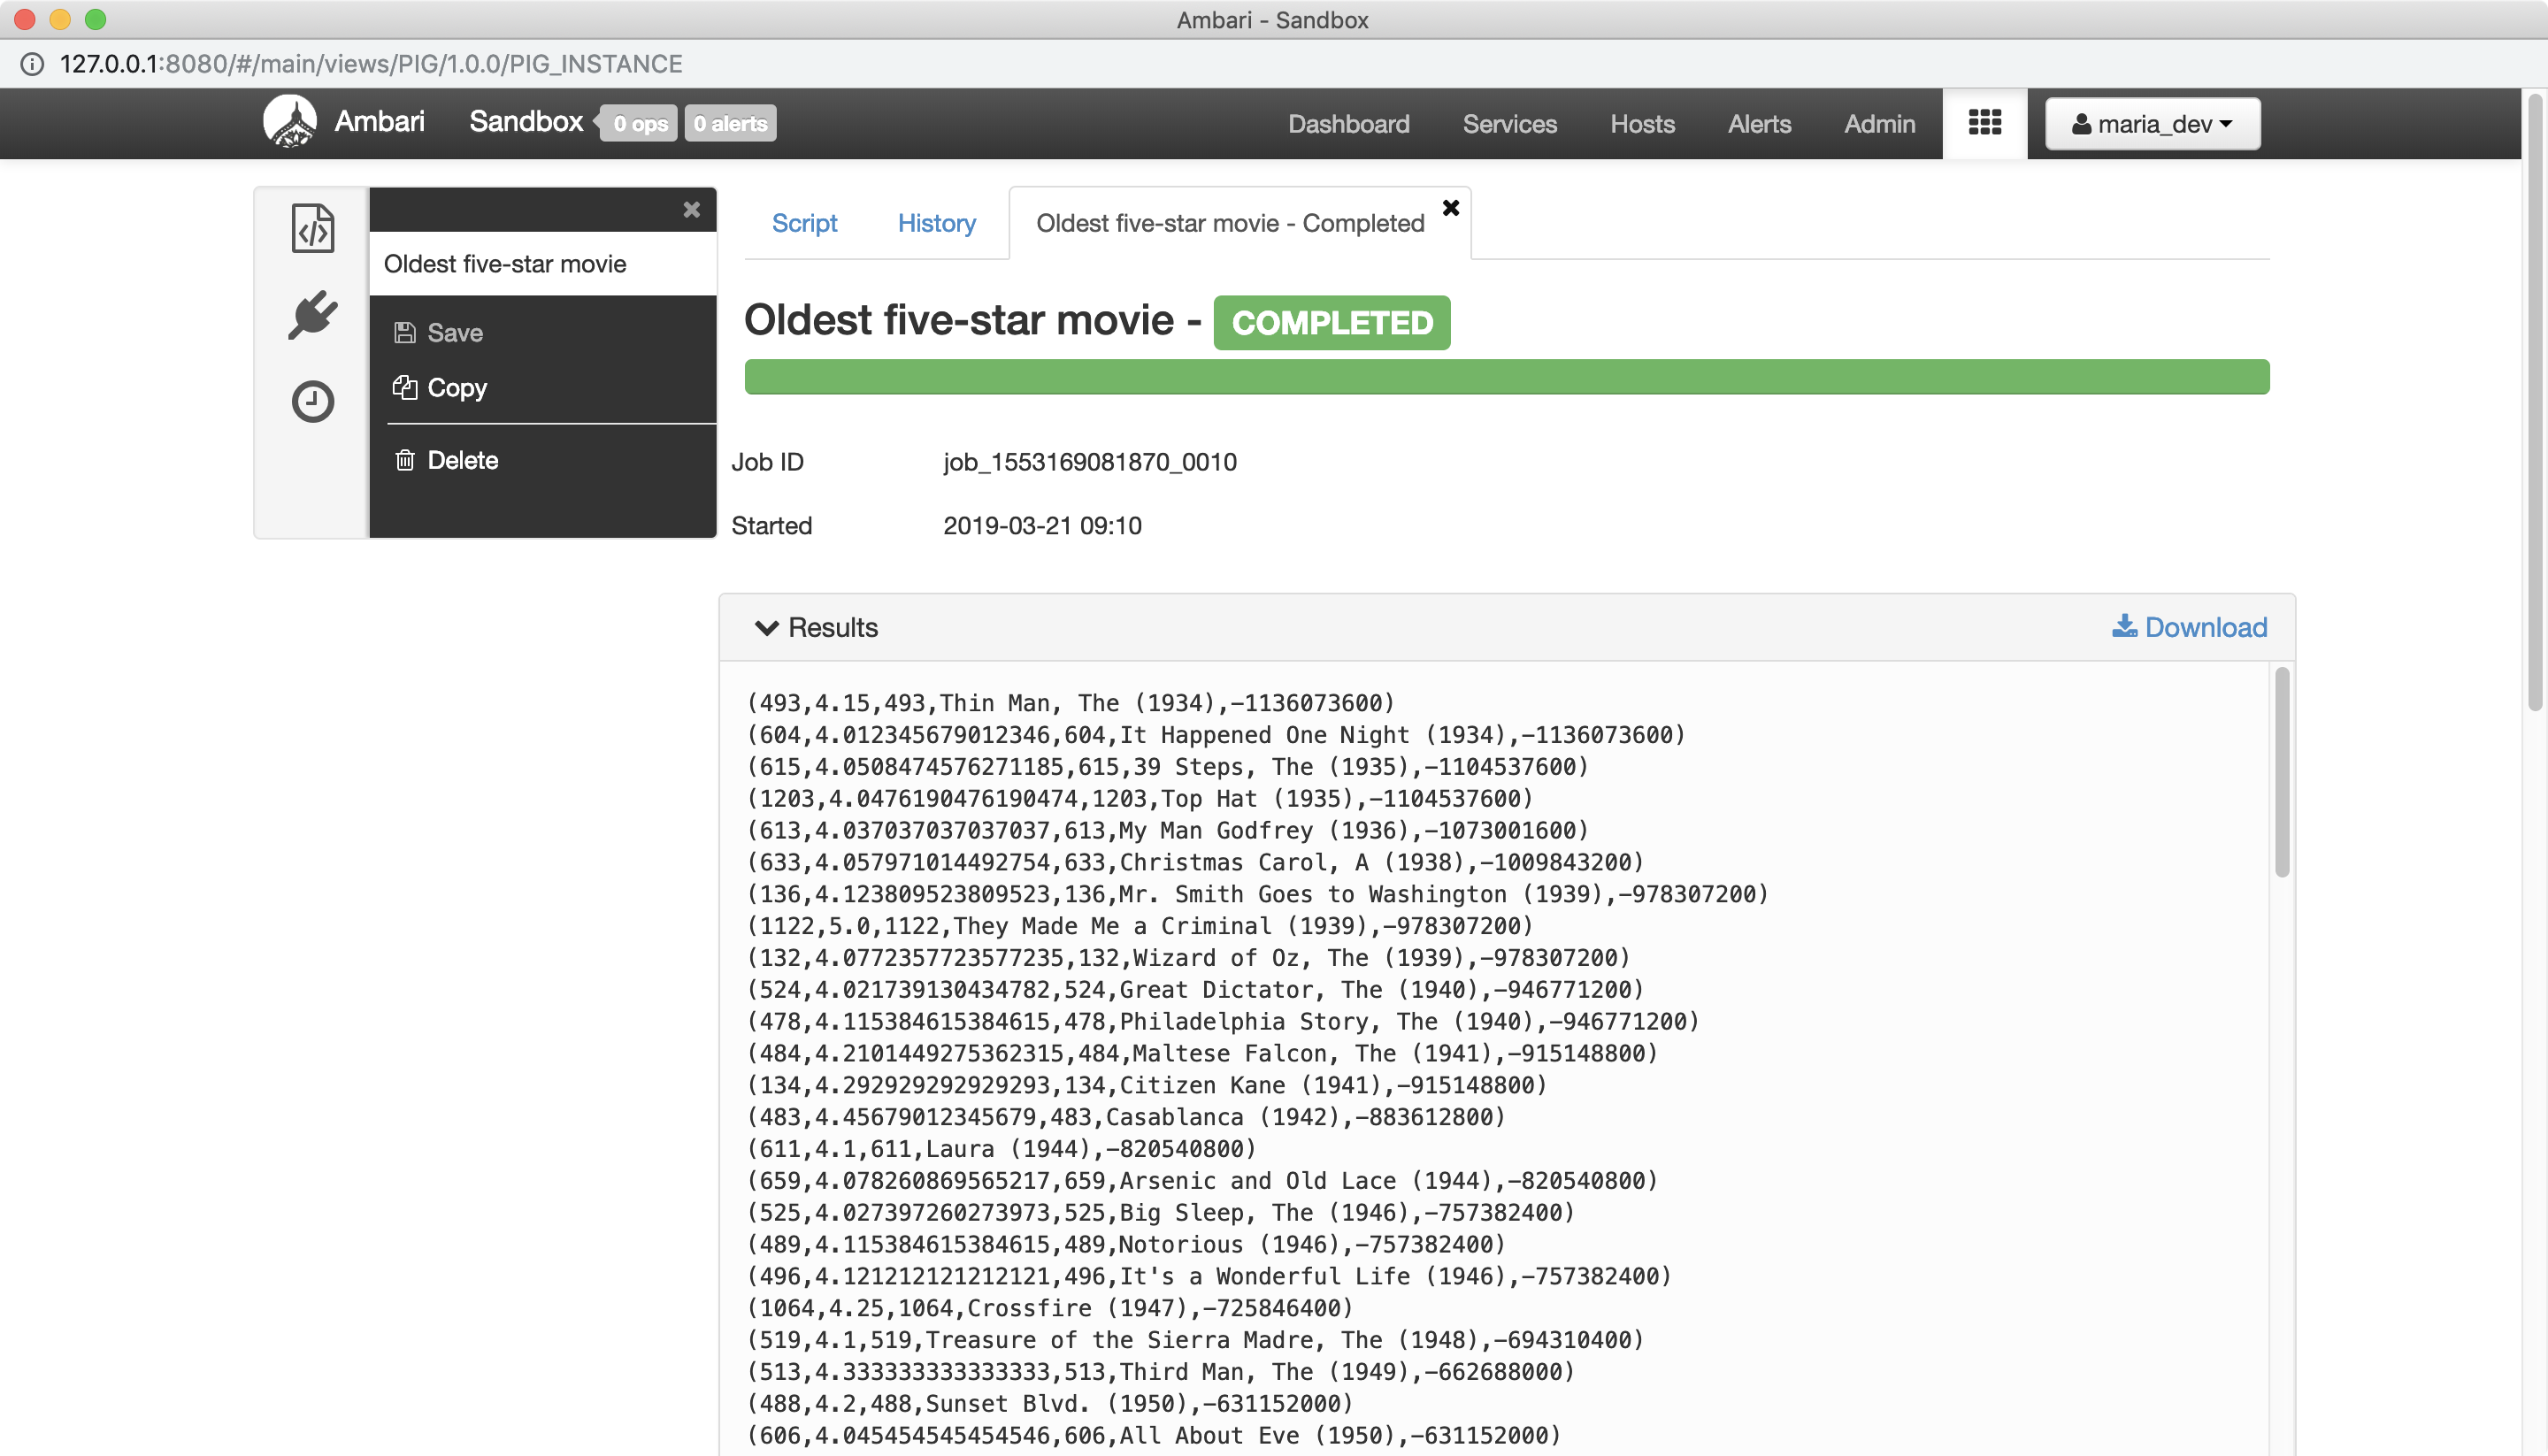 Ambari - Sandbox
127.0.0.1:8080/#/main/views/PIG/1.0.0/PIG_INSTANCE
Ambari Sandbox 0 ops 0 alerts Dashboard Services Hosts Alerts Admin maria_dev
Oldest five-star movie
Save
Copy
Delete
Script History Oldest five-star movie - Completed
Oldest five-star movie - COMPLETED
Job ID job_1553169081870_0010
Started 2019-03-21 09:10
Results Download
(493,4.15,493,Thin Man, The (1934),-1136073600)
(604,4.012345679012346,604,It Happened One Night (1934),-1136073600)
(615,4.0508474576271185,615,39 Steps, The (1935),-1104537600)
(1203,4.0476190476190474,1203,Top Hat (1935),-1104537600)
(613,4.037037037037037,613,My Man Godfrey (1936),-1073001600)
(633,4.057971014492754,633,Christmas Carol, A (1938),-1009843200)
(136,4.123809523809523,136,Mr. Smith Goes to Washington (1939),-978307200)
(1122,5.0,1122,They Made Me a Criminal (1939),-978307200)
(132,4.0772357723577235,132,Wizard of Oz, The (1939),-978307200)
(524,4.021739130434782,524,Great Dictator, The (1940),-946771200)
(478,4.115384615384615,478,Philadelphia Story, The (1940),-946771200)
(484,4.2101449275362315,484,Maltese Falcon, The (1941),-915148800)
(134,4.292929292929293,134,Citizen Kane (1941),-915148800)
(483,4.45679012345679,483,Casablanca (1942),-883612800)
(611,4.1,611,Laura (1944),-820540800)
(659,4.078260869565217,659,Arsenic and Old Lace (1944),-820540800)
(525,4.027397260273973,525,Big Sleep, The (1946),-757382400)
(489,4.115384615384615,489,Notorious (1946),-757382400)
(496,4.121212121212121,496,It's a Wonderful Life (1946),-757382400)
(1064,4.25,1064,Crossfire (1947),-725846400)
(519,4.1,519,Treasure of the Sierra Madre, The (1948),-694310400)
(513,4.333333333333333,513,Third Man, The (1949),-662688000)
(488,4.2,488,Sunset Blvd. (1950),-631152000)
(606,4.045454545454546,606,All About Eve (1950),-631152000)